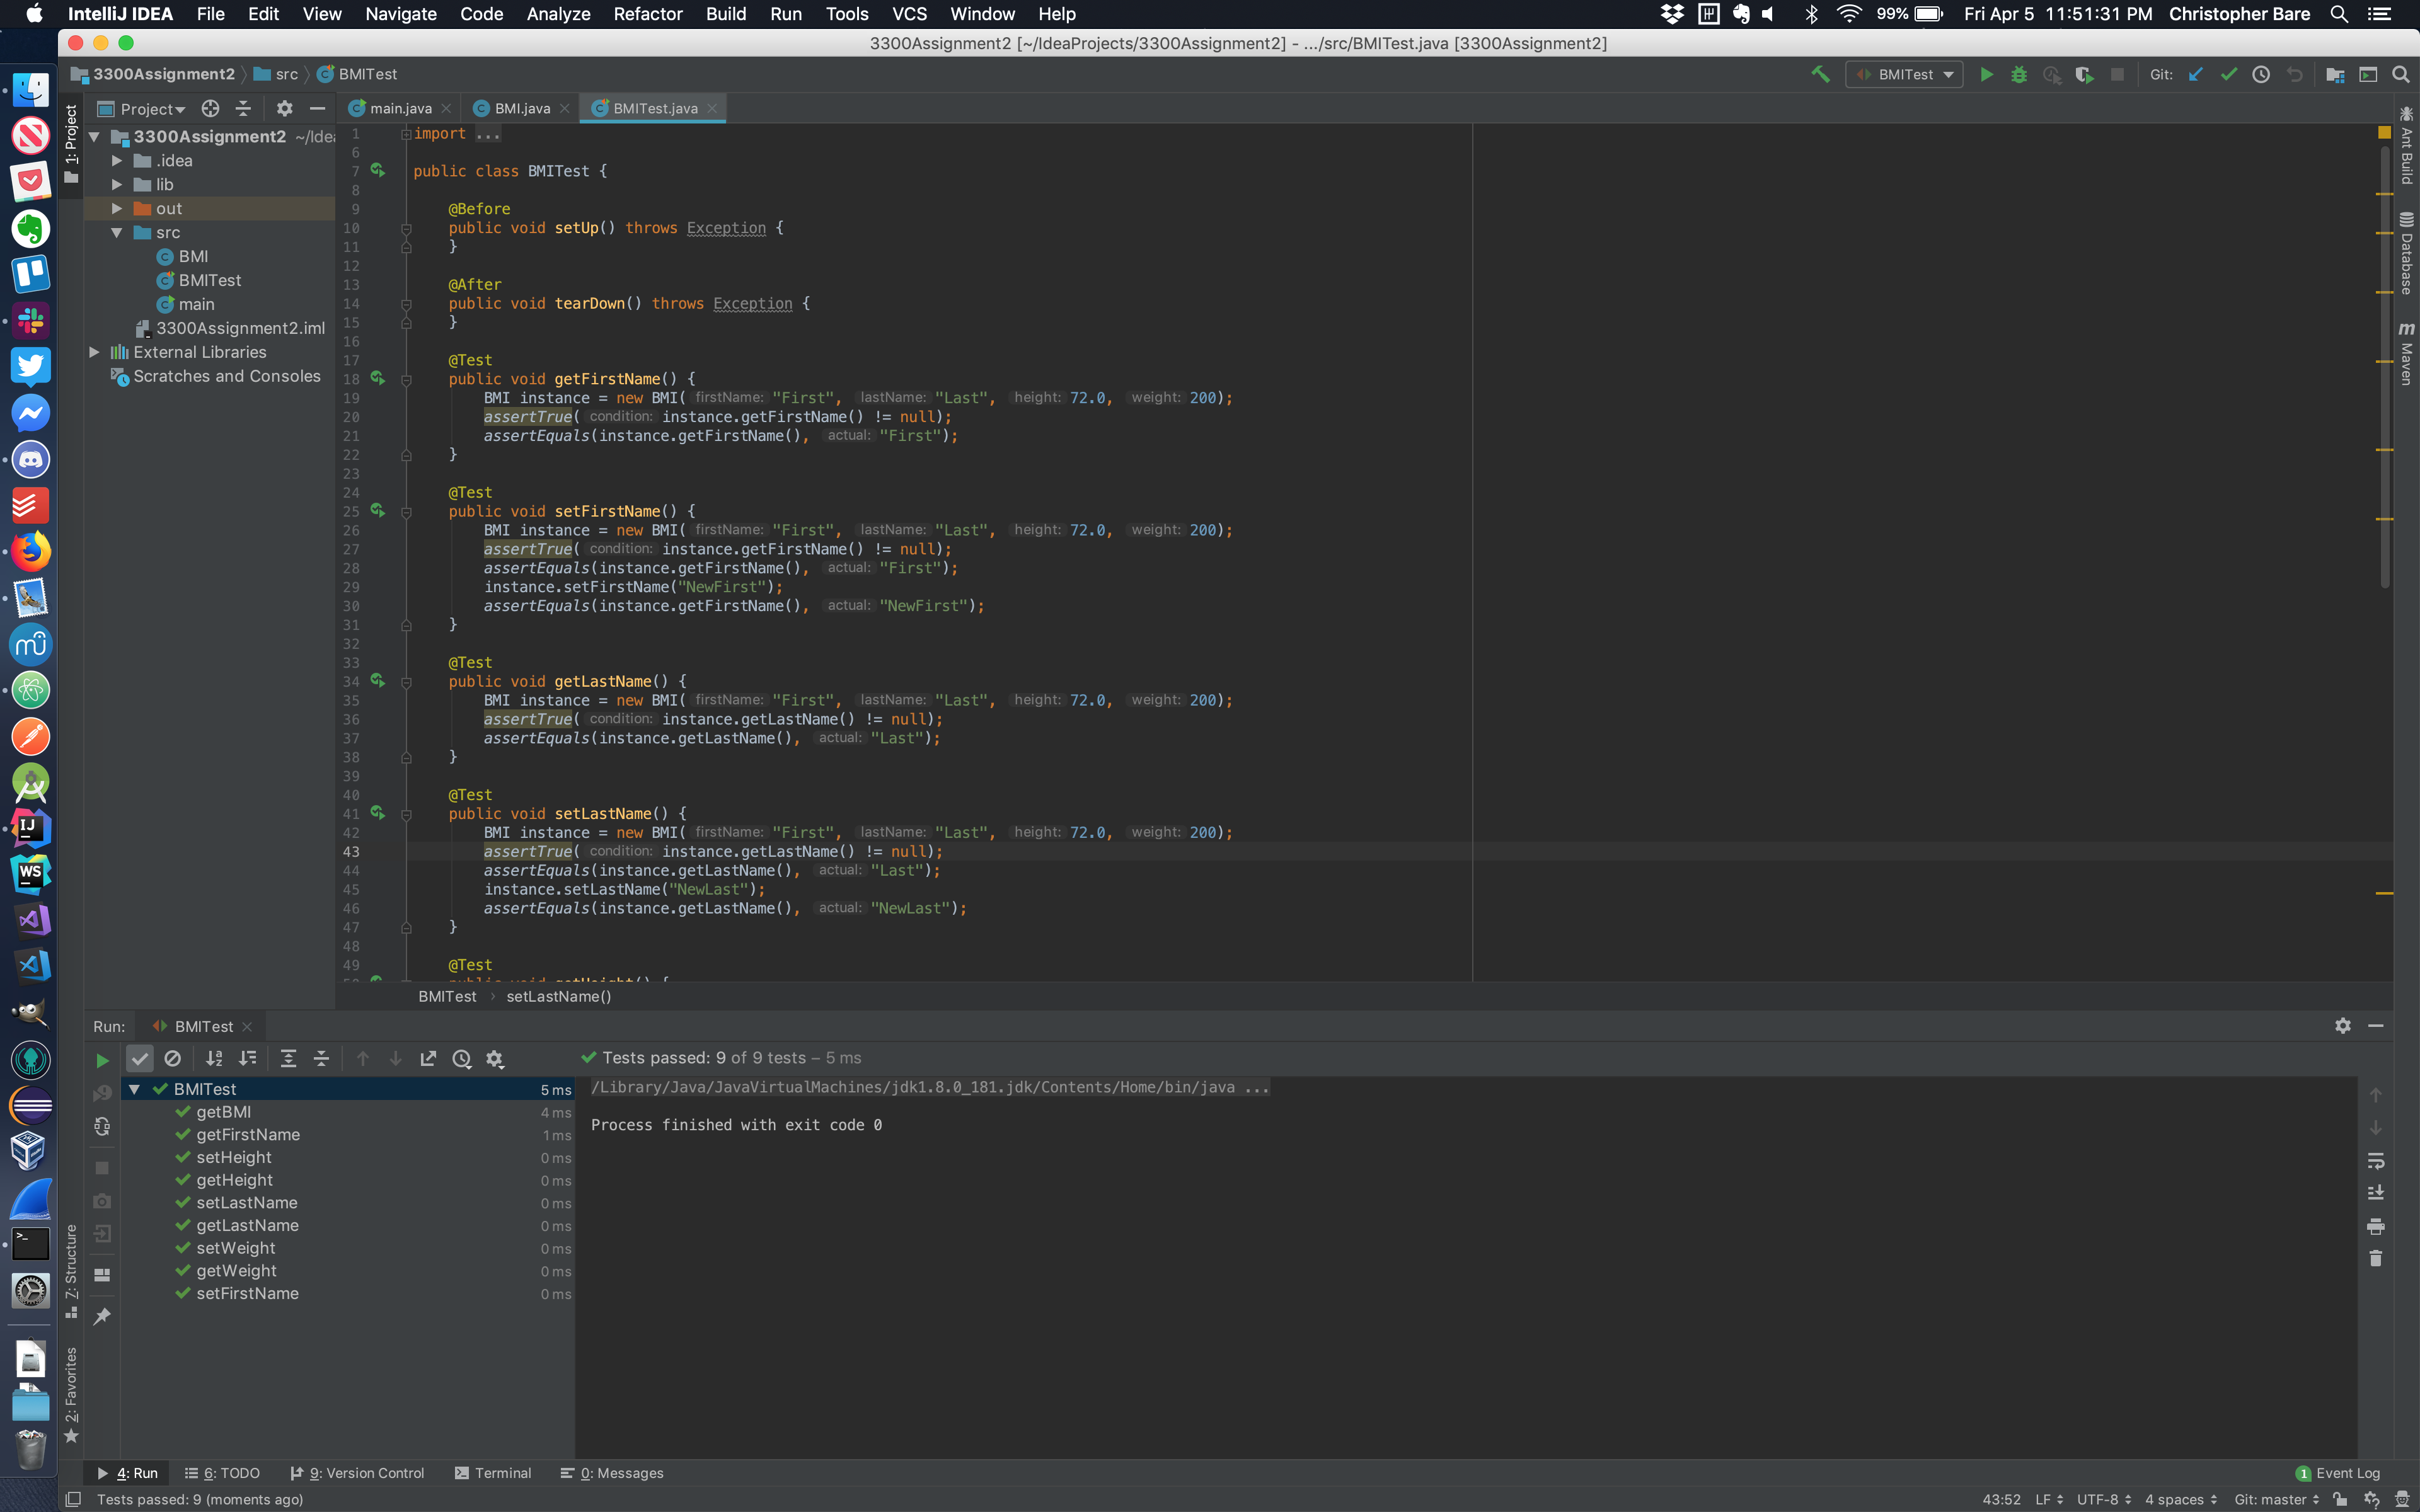 IntelliJ IDEA File Edit View Navigate Code Analyze Refactor Build Run Tools VCS Window Help 99% Fri Apr 5 11:51:31 PM Christopher Bare
3300Assignment2 [~/IdeaProjects/3300Assignment2] - .../src/BMITest.java [3300Assignment2]
3300Assignment2 src BMITest BMITest Git:
Project main.java BMI.java BMITest.java
1: Project
3300Assignment2 ~/Idea
.idea
lib
out
src
BMI
BMITest
main
3300Assignment2.iml
External Libraries
Scratches and Consoles
1 import ...
6
7 public class BMITest {
8
9 @Before
10 public void setUp() throws Exception {
11 }
12
13 @After
14 public void tearDown() throws Exception {
15 }
16
17 @Test
18 public void getFirstName() {
19 BMI instance = new BMI( firstName: "First", lastName: "Last", height: 72.0, weight: 200);
20 assertTrue( condition: instance.getFirstName() != null);
21 assertEquals(instance.getFirstName(), actual: "First");
22 }
23
24 @Test
25 public void setFirstName() {
26 BMI instance = new BMI( firstName: "First", lastName: "Last", height: 72.0, weight: 200);
27 assertTrue( condition: instance.getFirstName() != null);
28 assertEquals(instance.getFirstName(), actual: "First");
29 instance.setFirstName("NewFirst");
30 assertEquals(instance.getFirstName(), actual: "NewFirst");
31 }
32
33 @Test
34 public void getLastName() {
35 BMI instance = new BMI( firstName: "First", lastName: "Last", height: 72.0, weight: 200);
36 assertTrue( condition: instance.getLastName() != null);
37 assertEquals(instance.getLastName(), actual: "Last");
38 }
39
40 @Test
41 public void setLastName() {
42 BMI instance = new BMI( firstName: "First", lastName: "Last", height: 72.0, weight: 200);
43 assertTrue( condition: instance.getLastName() != null);
44 assertEquals(instance.getLastName(), actual: "Last");
45 instance.setLastName("NewLast");
46 assertEquals(instance.getLastName(), actual: "NewLast");
47 }
48
49 @Test
50 public void getHeight() {
BMITest › setLastName()
Ant Build
Database
m Maven
IJ
WS
Run: BMITest
Tests passed: 9 of 9 tests – 5 ms
BMITest 5 ms
getBMI 4 ms
getFirstName 1 ms
setHeight 0 ms
getHeight 0 ms
setLastName 0 ms
getLastName 0 ms
setWeight 0 ms
getWeight 0 ms
setFirstName 0 ms
/Library/Java/JavaVirtualMachines/jdk1.8.0_181.jdk/Contents/Home/bin/java ...
Process finished with exit code 0
7: Structure
2: Favorites
4: Run 6: TODO 9: Version Control Terminal 0: Messages 1 Event Log
Tests passed: 9 (moments ago) 43:52 LF UTF-8 4 spaces Git: master